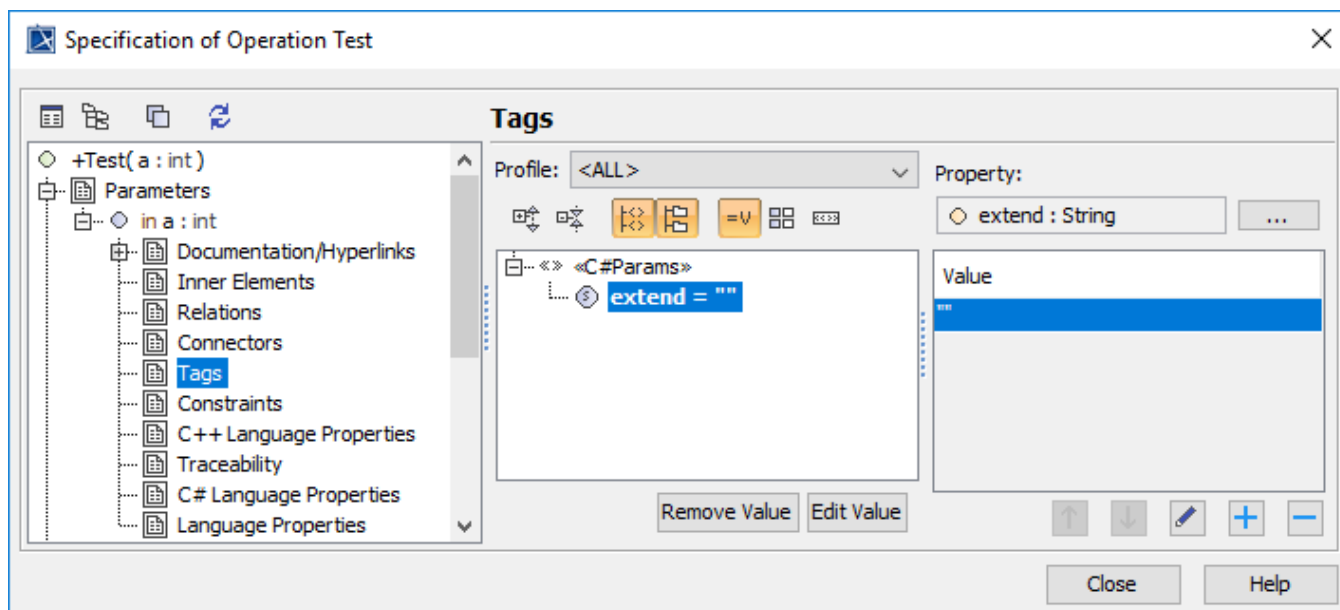 Specification of Operation Test
Tags
+Test( a : int )
Parameters
in a : int
Documentation/Hyperlinks
Inner Elements
Relations
Connectors
Tags
Constraints
C++ Language Properties
Traceability
C# Language Properties
Language Properties
Profile: <ALL>
=V
«» «C#Params»
S extend = ""
Remove Value Edit Value
Property:
extend : String ...
Value
""
Close Help